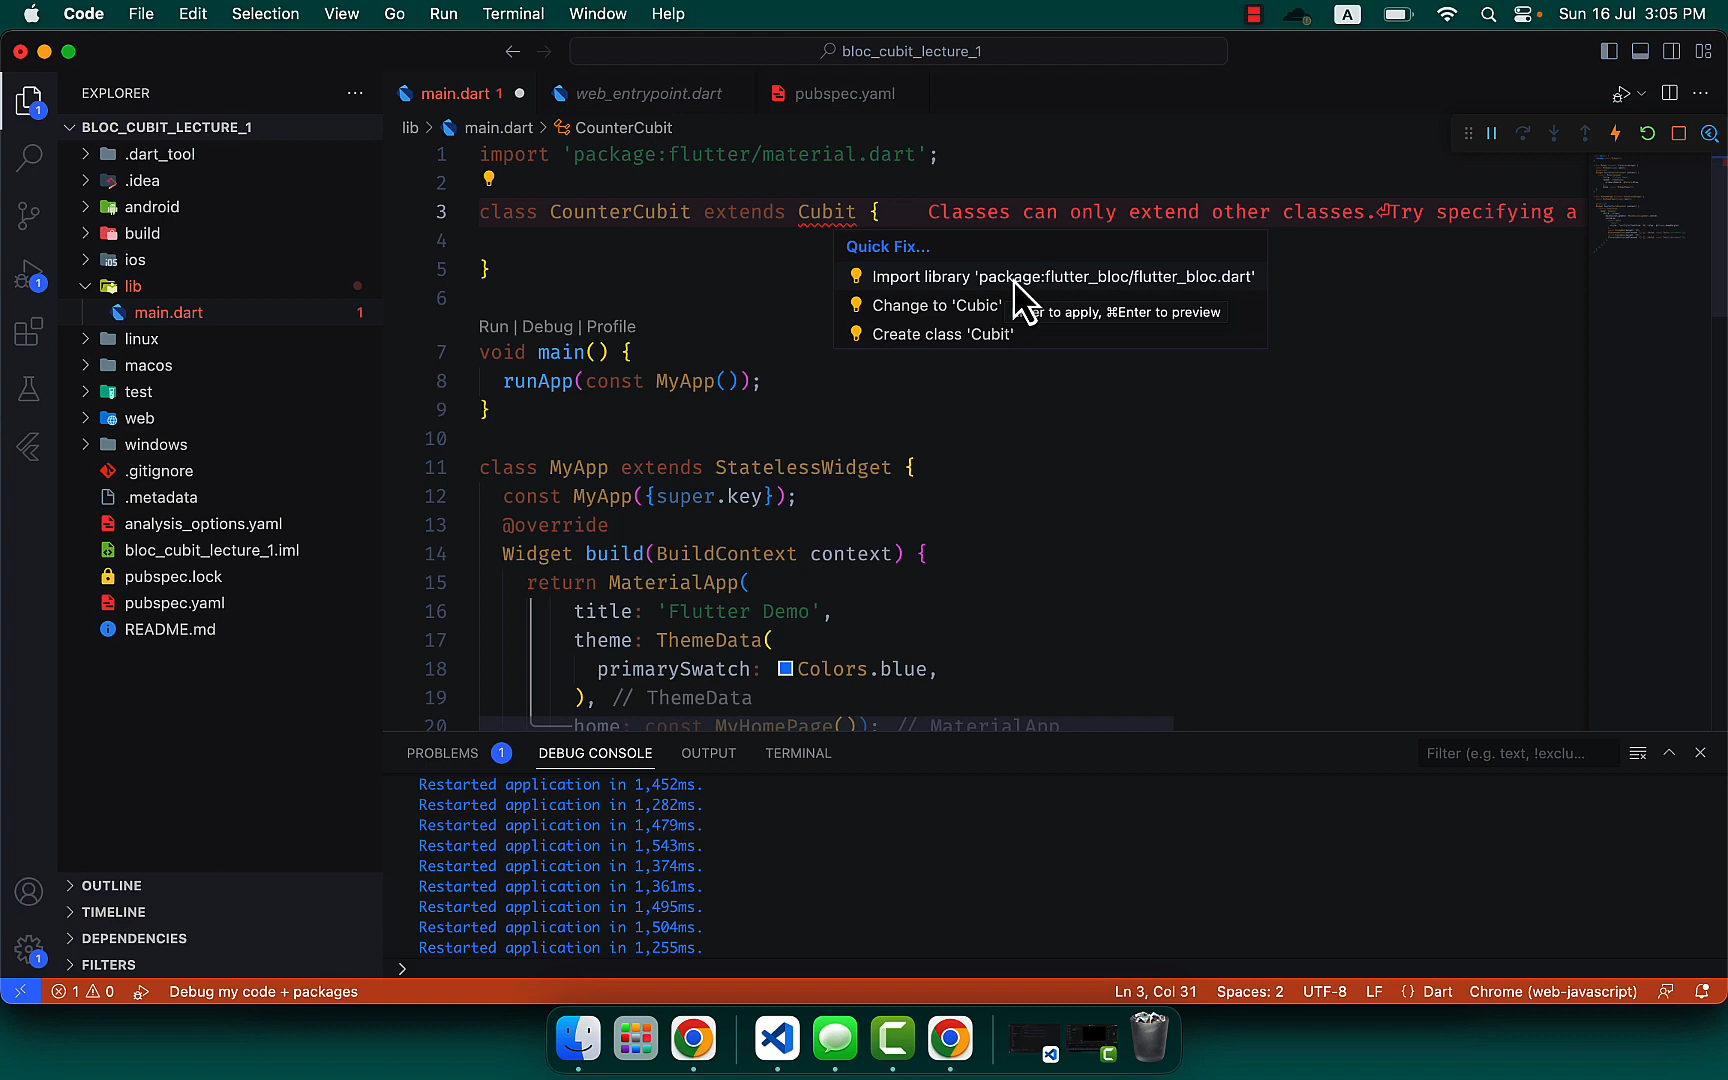 Code File Edit Selection View Go Run Terminal Window Help A Sun 16 Jul 3:05 PM
bloc_cubit_lecture_1
EXPLORER
main.dart 1 web_entrypoint.dart pubspec.yaml
BLOC_CUBIT_LECTURE_1
lib main.dart CounterCubit
.dart_tool
.idea
android
build
ios
lib
main.dart 1
linux
macos
test
web
windows
.gitignore
.metadata
analysis_options.yaml
bloc_cubit_lecture_1.iml
pubspec.lock
pubspec.yaml
README.md
OUTLINE
TIMELINE
DEPENDENCIES
FILTERS
1 import 'package:flutter/material.dart';
2
3 class CounterCubit extends Cubit { Classes can only extend other classes.⏎Try specifying a
4
5 }
6
Run | Debug | Profile
7 void main() {
8 runApp(const MyApp());
9 }
10
11 class MyApp extends StatelessWidget {
12 const MyApp({super.key});
13 @override
14 Widget build(BuildContext context) {
15 return MaterialApp(
16 title: 'Flutter Demo',
17 theme: ThemeData(
18 primarySwatch: Colors.blue,
19 ), // ThemeData
20 home: const MyHomePage()); // MaterialApp
Quick Fix...
Import library 'package:flutter_bloc/flutter_bloc.dart'
Change to 'Cubic'
to apply, ⌘Enter to preview
Create class 'Cubit'
PROBLEMS 1 DEBUG CONSOLE OUTPUT TERMINAL Filter (e.g. text, !exclu...
Restarted application in 1,452ms.
Restarted application in 1,282ms.
Restarted application in 1,479ms.
Restarted application in 1,543ms.
Restarted application in 1,374ms.
Restarted application in 1,361ms.
Restarted application in 1,495ms.
Restarted application in 1,504ms.
Restarted application in 1,255ms.
1 0 Debug my code + packages Ln 3, Col 31 Spaces: 2 UTF-8 LF {} Dart Chrome (web-javascript)